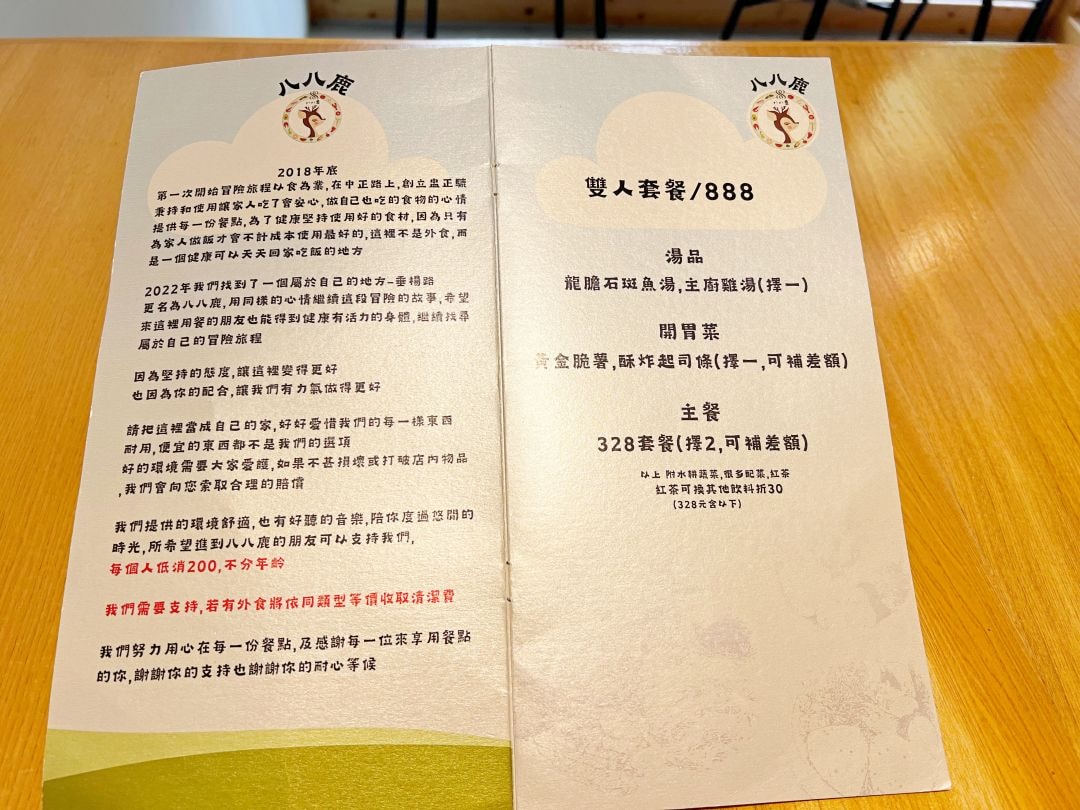 八八鹿
2018年底
第一次開始冒險旅程以食為業,在中正路上,創立盅正驫
秉持和使用讓家人吃了會安心,做自己也吃的食物的心情
提供每一份餐點,為了健康堅持使用好的食材,因為只有
為家人做飯才會不計成本使用最好的,這裡不是外食,而
是一個健康可以天天回家吃飯的地方
2022年我們找到了一個屬於自己的地方-垂楊路
更名為八八鹿,用同樣的心情繼續這段冒險的故事,希望
來這裡用餐的朋友也能得到健康有活力的身體,繼續找尋
屬於自己的冒險旅程
因為堅持的態度,讓這裡變得更好
也因為你的配合,讓我們有力氣做得更好
請把這裡當成自己的家,好好愛惜我們的每一樣東西
耐用,便宜的東西都不是我們的選項
好的環境需要大家愛護,如果不甚損壞或打破店內物品
,我們會向您索取合理的賠償
我們提供的環境舒適,也有好聽的音樂,陪你度過悠閒的
時光,所希望進到八八鹿的朋友可以支持我們,
每個人低消200,不分年齡
我們需要支持,若有外食將依同類型等價收取清潔費
我們努力用心在每一份餐點,及感謝每一位來享用餐點
的你,謝謝你的支持也謝謝你的耐心等候
八八鹿
雙人套餐/888
湯品
龍膽石斑魚湯,主廚雞湯(擇一)
開胃菜
黃金脆薯,酥炸起司條(擇一,可補差額)
主餐
328套餐(擇2,可補差額)
以上 附水耕蔬菜,很多配菜,紅茶
紅茶可換其他飲料折30
(328元含以下)